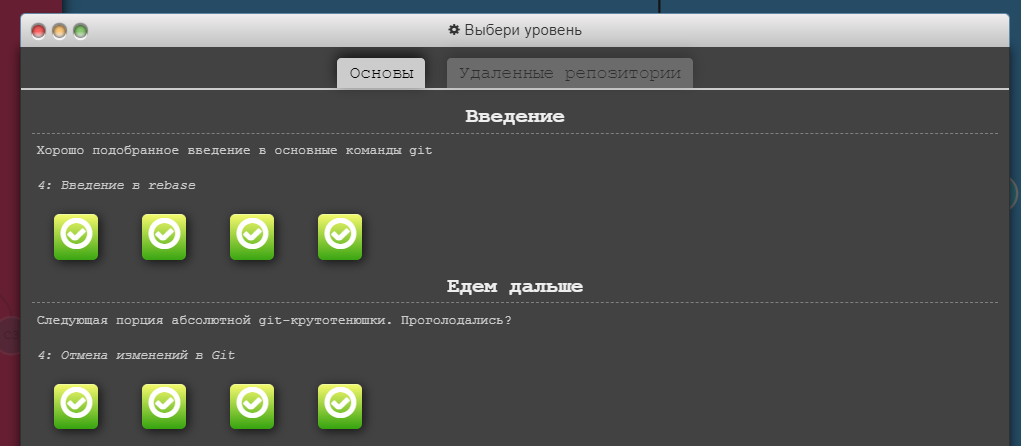 Выбери уровень
Основы
Удаленные репозитории
Введение
Хорошо подобранное введение в основные команды git
4: Введение в rebase
Едем дальше
Следующая порция абсолютной git-крутотенюшки. Проголодались?
4: Отмена изменений в Git